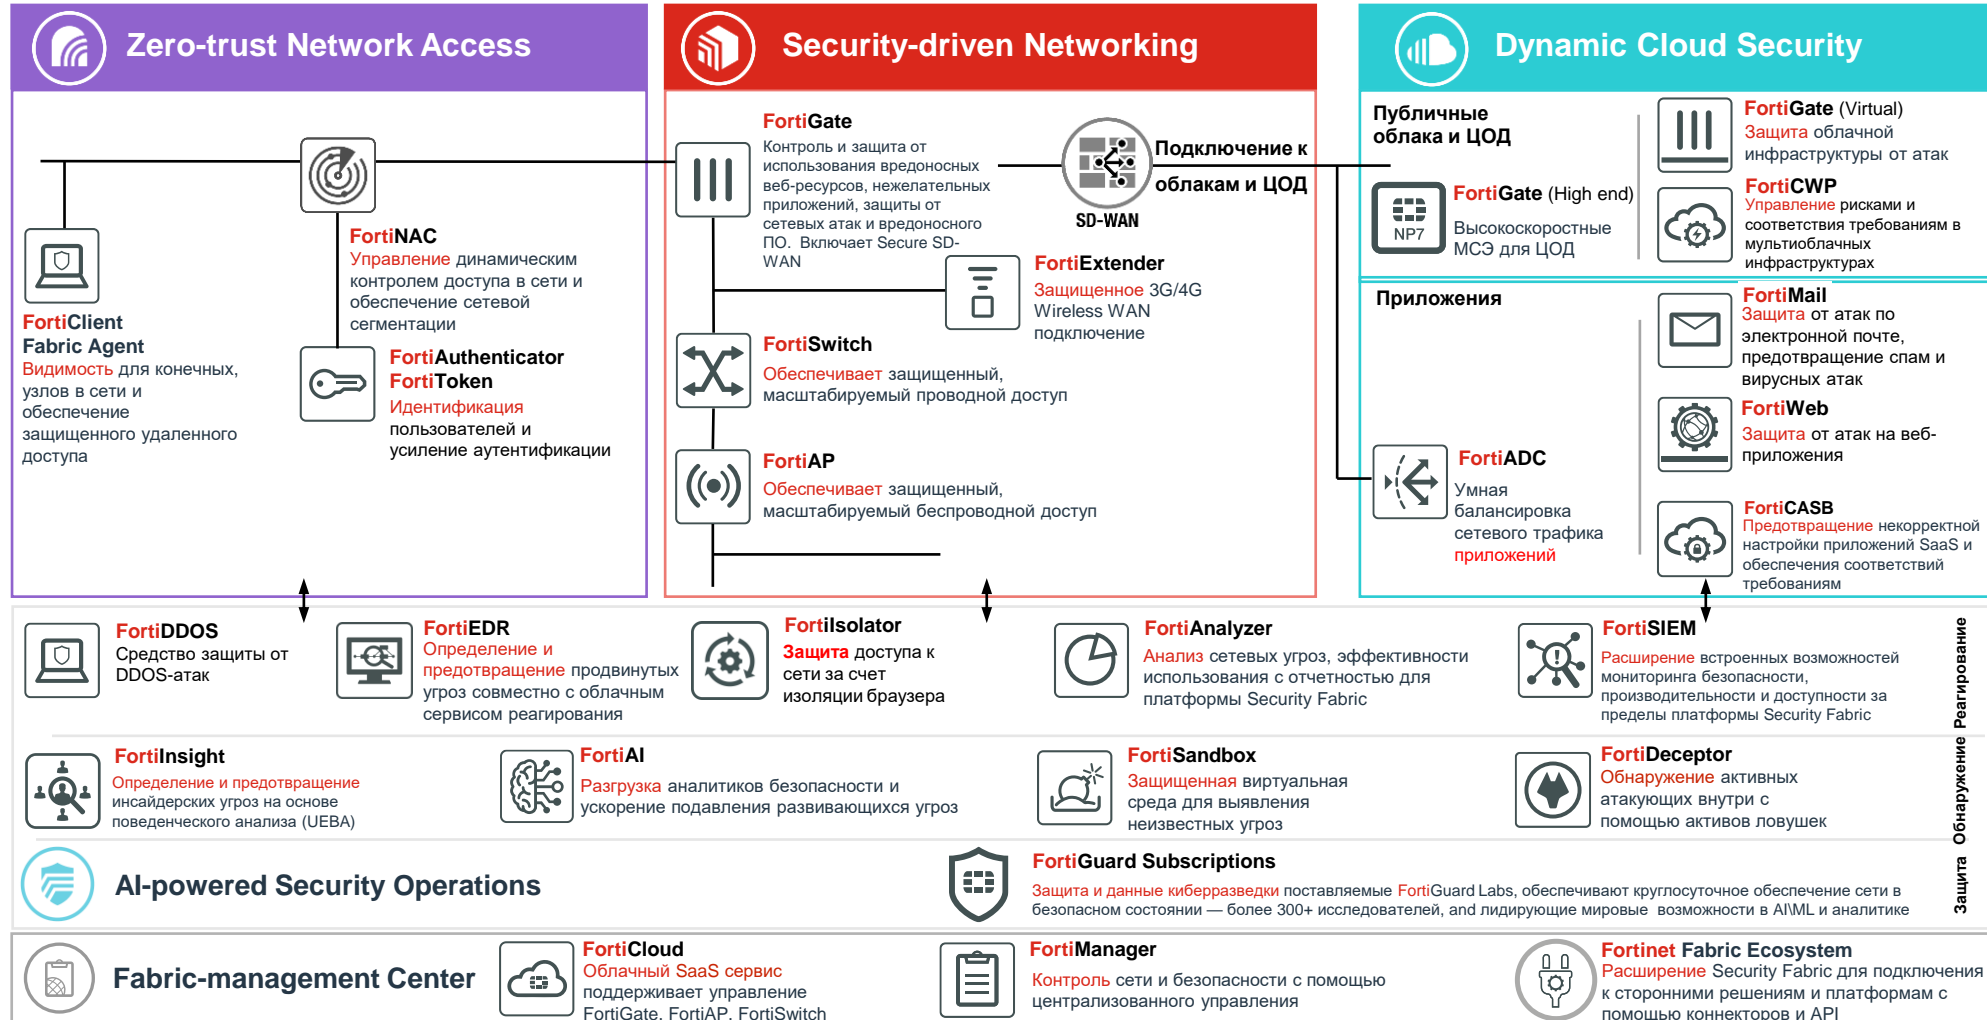 Zero-trust Network Access
FortiClient
Fabric Agent
Видимость для конечных,
узлов в сети и
обеспечение
защищенного удаленного
доступа
FortiNAC
Управление динамическим
контролем доступа в сети и
обеспечение сетевой
сегментации
FortiAuthenticator
FortiToken
Идентификация
пользователей и
усиление аутентификации
Security-driven Networking
FortiGate
Контроль и защита от
использования вредоносных
веб-ресурсов, нежелательных
приложений, защиты от
сетевых атак и вредоносного
ПО. Включает Secure SD-
WAN
SD-WAN
Подключение к
облакам и ЦОД
FortiExtender
Защищенное 3G/4G
Wireless WAN
подключение
FortiSwitch
Обеспечивает защищенный,
масштабируемый проводной доступ
FortiAP
Обеспечивает защищенный,
масштабируемый беспроводной доступ
Dynamic Cloud Security
Публичные
облака и ЦОД
NP7
FortiGate (High end)
Высокоскоростные
МСЭ для ЦОД
FortiGate (Virtual)
Защита облачной
инфраструктуры от атак
FortiCWP
Управление рисками и
соответствия требованиям в
мультиоблачных
инфраструктурах
Приложения
FortiADC
Умная
балансировка
сетевого трафика
приложений
FortiMail
Защита от атак по
электронной почте,
предотвращение спам и
вирусных атак
FortiWeb
Защита от атак на веб-
приложения
FortiCASB
Предотвращение некорректной
настройки приложений SaaS и
обеспечения соответствий
требованиям
FortiDDOS
Средство защиты от
DDOS-атак
FortiEDR
Определение и
предотвращение продвинутых
угроз совместно с облачным
сервисом реагирования
FortiIsolator
Защита доступа к
сети за счет
изоляции браузера
FortiAnalyzer
Анализ сетевых угроз, эффективности
использования с отчетностью для
платформы Security Fabric
FortiSIEM
Расширение встроенных возможностей
мониторинга безопасности,
производительности и доступности за
пределы платформы Security Fabric
FortiInsight
Определение и предотвращение
инсайдерских угроз на основе
поведенческого анализа (UEBA)
FortiAI
Разгрузка аналитиков безопасности и
ускорение подавления развивающихся угроз
FortiSandbox
Защищенная виртуальная
среда для выявления
неизвестных угроз
FortiDeceptor
Обнаружение активных
атакующих внутри с
помощью активов ловушек
Защита Обнаружение Реагирование
AI-powered Security Operations
FortiGuard Subscriptions
Защита и данные киберразведки поставляемые FortiGuard Labs, обеспечивают круглосуточное обеспечение сети в
безопасном состоянии — более 300+ исследователей, and лидирующие мировые возможности в AI\ML и аналитике
Fabric-management Center
FortiCloud
Облачный SaaS сервис
поддерживает управление
FortiGate, FortiAP, FortiSwitch
FortiManager
Контроль сети и безопасности с помощью
централизованного управления
Fortinet Fabric Ecosystem
Расширение Security Fabric для подключения
к сторонними решениям и платформам с
помощью коннекторов и API